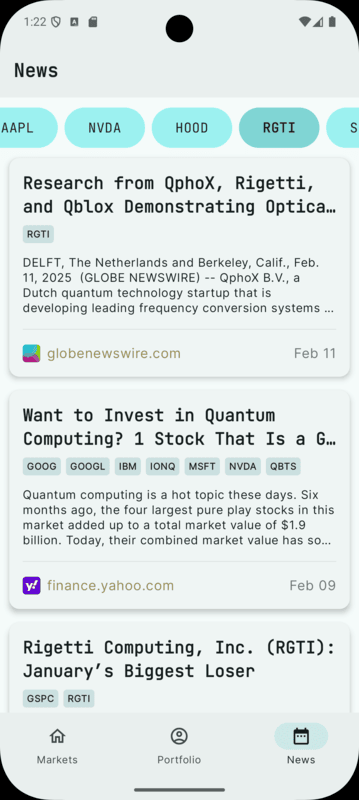 1:22
News
AAPL NVDA HOOD RGTI S
Research from QphoX, Rigetti,
and Qblox Demonstrating Optica…
RGTI
DELFT, The Netherlands and Berkeley, Calif., Feb.
11, 2025 (GLOBE NEWSWIRE) -- QphoX B.V., a
Dutch quantum technology startup that is
developing leading frequency conversion systems …
globenewswire.com Feb 11
Want to Invest in Quantum
Computing? 1 Stock That Is a G…
GOOG GOOGL IBM IONQ MSFT NVDA QBTS
Quantum computing is a hot topic these days. Six
months ago, the four largest pure play stocks in this
market added up to a total market value of $1.9
billion. Today, their combined market value has so…
y!
finance.yahoo.com Feb 09
Rigetti Computing, Inc. (RGTI):
January’s Biggest Loser
GSPC RGTI
Markets Portfolio News